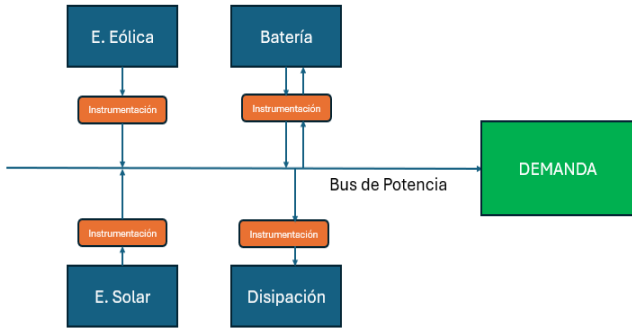 E. Eólica
Batería
Instrumentación
Instrumentación
DEMANDA
Bus de Potencia
Instrumentación
Instrumentación
E. Solar
Disipación